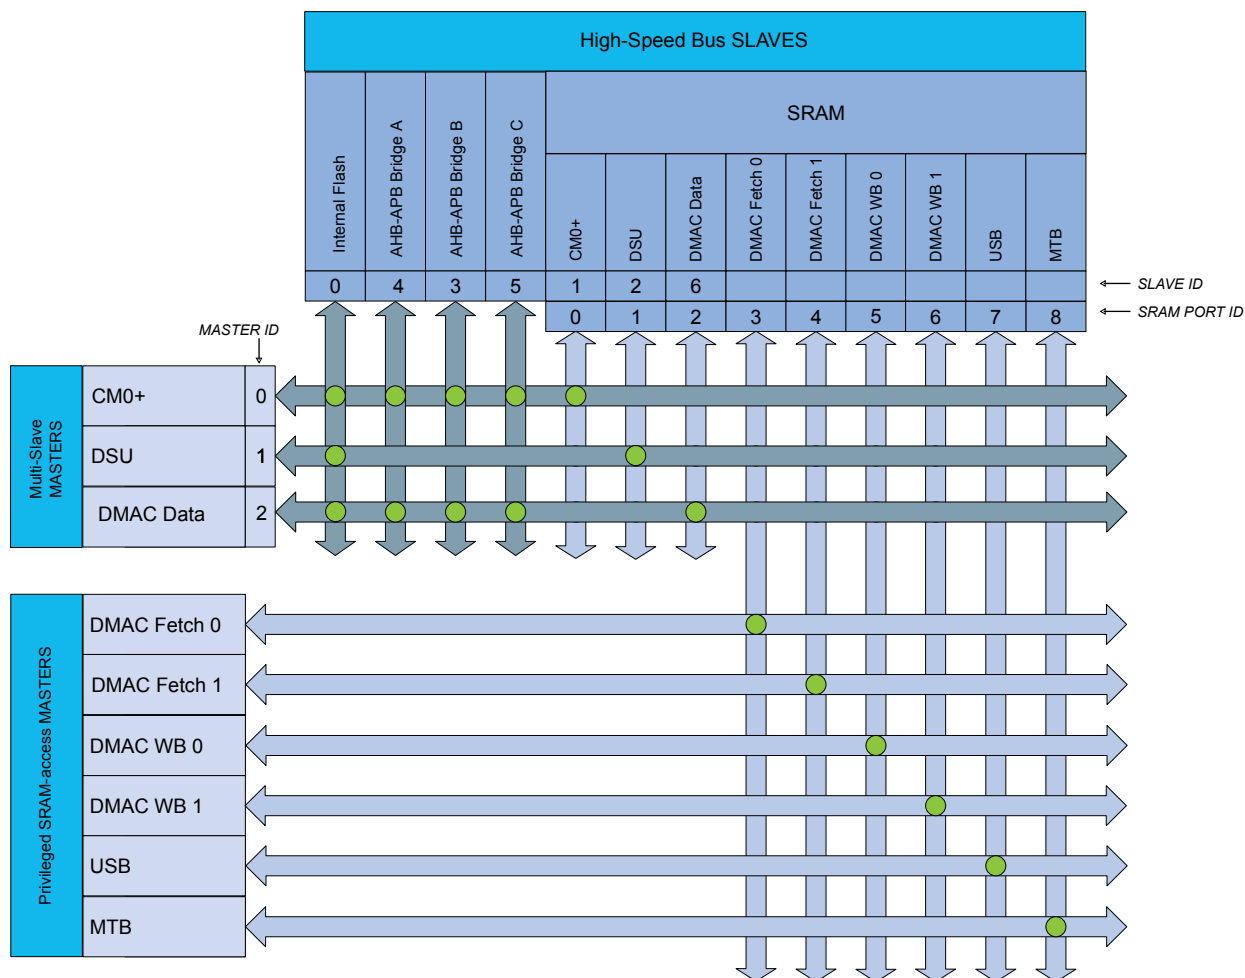 High-Speed Bus SLAVES
SRAM
Internal Flash
AHB-APB Bridge A
AHB-APB Bridge B
AHB-APB Bridge C
CM0+
DSU
DMAC Data
DMAC Fetch 0
DMAC Fetch 1
DMAC WB 0
DMAC WB 1
USB
MTB
0 4 3 5 1 2 6
SLAVE ID
0 1 2 3 4 5 6 7 8
SRAM PORT ID
MASTER ID
Multi-Slave
MASTERS
CM0+ 0
DSU 1
DMAC Data 2
Privileged SRAM-access MASTERS
DMAC Fetch 0
DMAC Fetch 1
DMAC WB 0
DMAC WB 1
USB
MTB